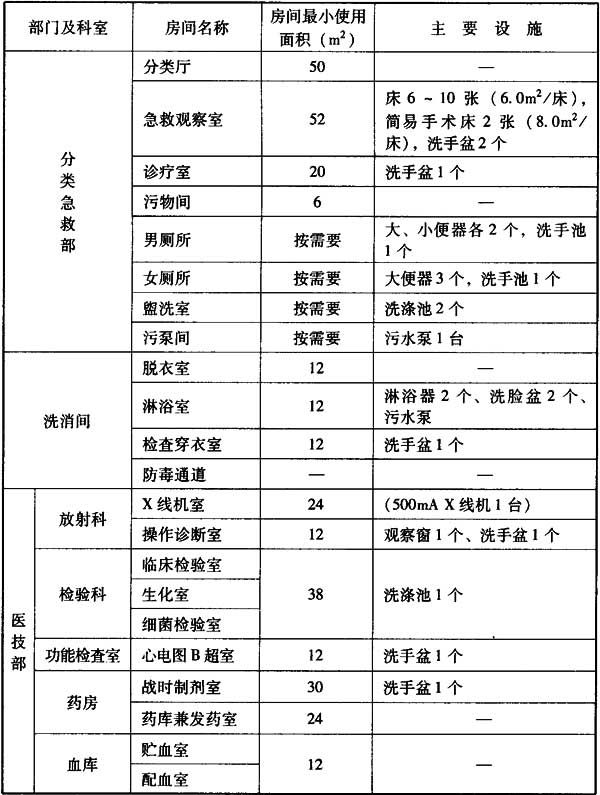 部门及科室 房间名称 房间最小使用面积（m²） 主要设施
分类急救部 分类厅 50 —
急救观察室 52 床6~10张（6.0m²/床），
简易手术床2张（8.0m²/
床），洗手盆2个
诊疗室 20 洗手盆1个
污物间 6 —
男厕所 按需要 大、小便器各2个，洗手池
1个
女厕所 按需要 大便器3个，洗手池1个
盥洗室 按需要 洗涤池2个
污泵间 按需要 污水泵1台
洗消间 脱衣室 12 —
淋浴室 12 淋浴器2个、洗脸盆2个、
污水泵
检查穿衣室 12 洗手盆1个
防毒通道 — —
医技部 放射科 X线机室 24 (500mA X线机1台)
操作诊断室 12 观察窗1个、洗手盆1个
检验科 临床检验室 38 洗涤池1个
生化室
细菌检验室
功能检查室 心电图B超室 12 洗手盆1个
药房 战时制剂室 30 洗手盆1个
药库兼发药室 24 —
血库 贮血室 12 —
配血室